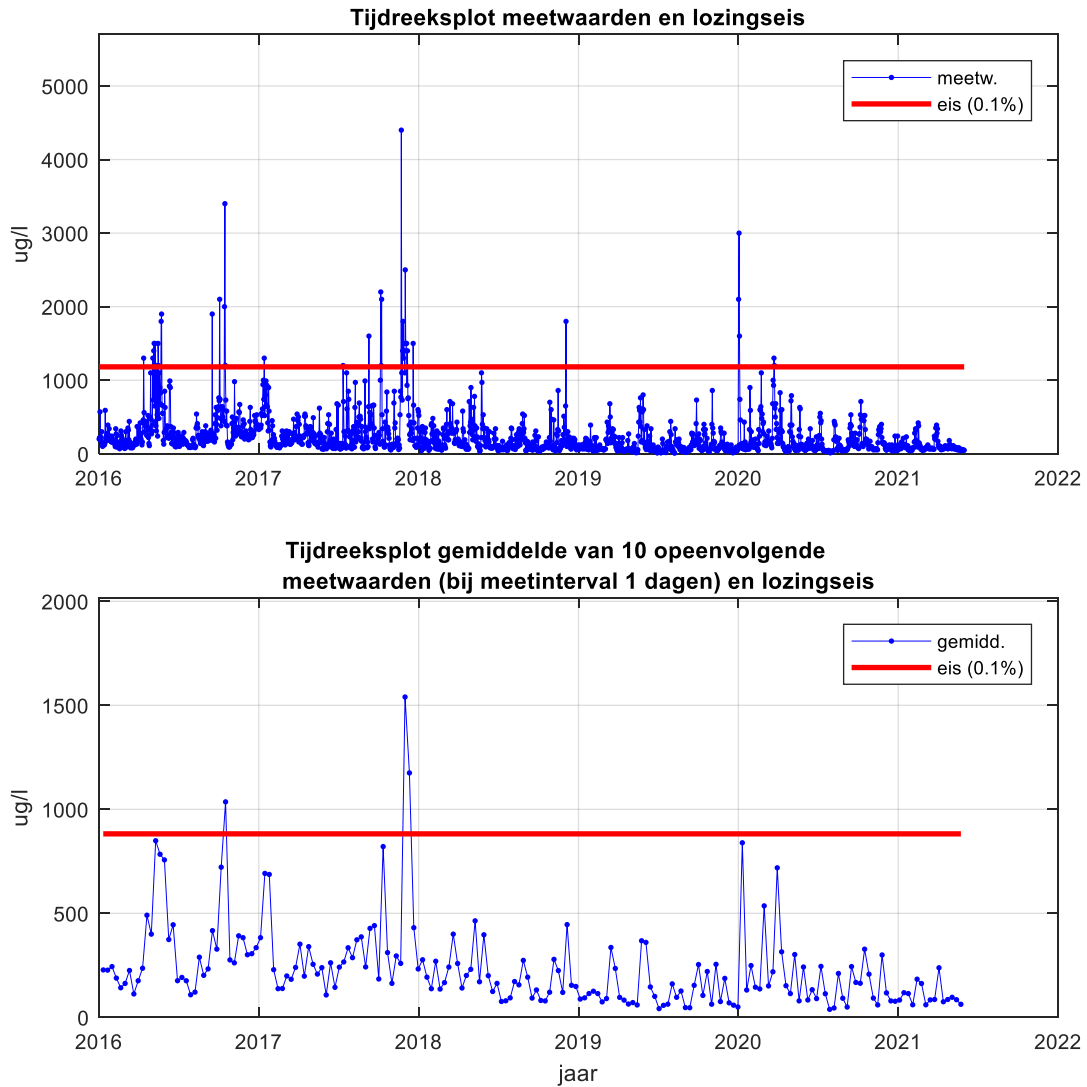 Tijdreeksplot meetwaarden en lozingseis
5000
4000
3000
2000
1000
0
ug/l
meetw.
eis (0.1%)
2016 2017 2018 2019 2020 2021 2022
Tijdreeksplot gemiddelde van 10 opeenvolgende
meetwaarden (bij meetinterval 1 dagen) en lozingseis
2000
1500
1000
500
0
ug/l
gemidd.
eis (0.1%)
2016 2017 2018 2019 2020 2021 2022
jaar